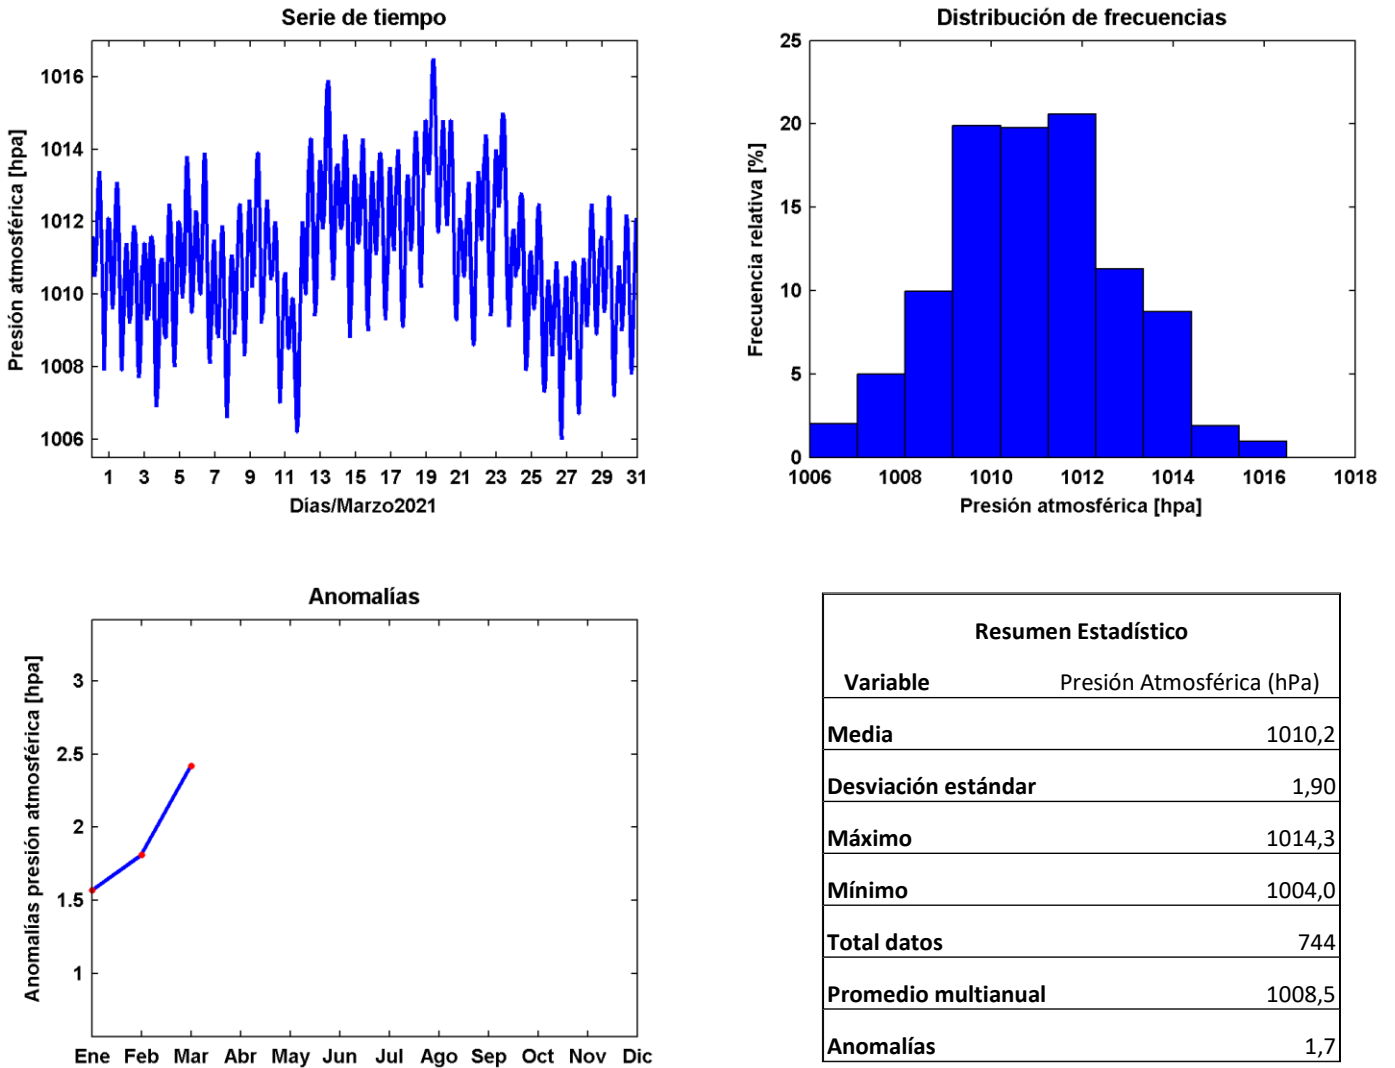 Serie de tiempo
Presión atmosférica [hpa]
1016
1014
1012
1010
1008
1006
1 3 5 7 9 11 13 15 17 19 21 23 25 27 29 31
Días/Marzo2021
Distribución de frecuencias
Frecuencia relativa [%]
25
20
15
10
5
0
1006 1008 1010 1012 1014 1016 1018
Presión atmosférica [hpa]
Anomalías
Anomalías presión atmosférica [hpa]
3
2.5
2
1.5
1
Ene Feb Mar Abr May Jun Jul Ago Sep Oct Nov Dic
Resumen Estadístico
Variable Presión Atmosférica (hPa)
Media 1010,2
Desviación estándar 1,90
Máximo 1014,3
Mínimo 1004,0
Total datos 744
Promedio multianual 1008,5
Anomalías 1,7